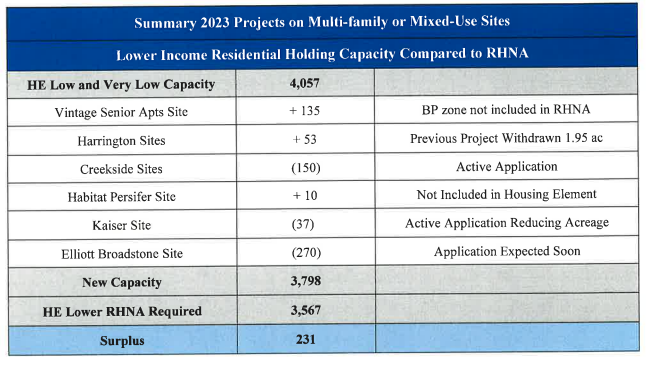 Summary 2023 Projects on Multi-family or Mixed-Use Sites
Lower Income Residential Holding Capacity Compared to RHNA
HE Low and Very Low Capacity 4,057
Vintage Senior Apts Site + 135 BP zone not included in RHNA
Harrington Sites + 53 Previous Project Withdrawn 1.95 ac
Creekside Sites (150) Active Application
Habitat Persifer Site + 10 Not Included in Housing Element
Kaiser Site (37) Active Application Reducing Acreage
Elliott Broadstone Site (270) Application Expected Soon
New Capacity 3,798
HE Lower RHNA Required 3,567
Surplus 231